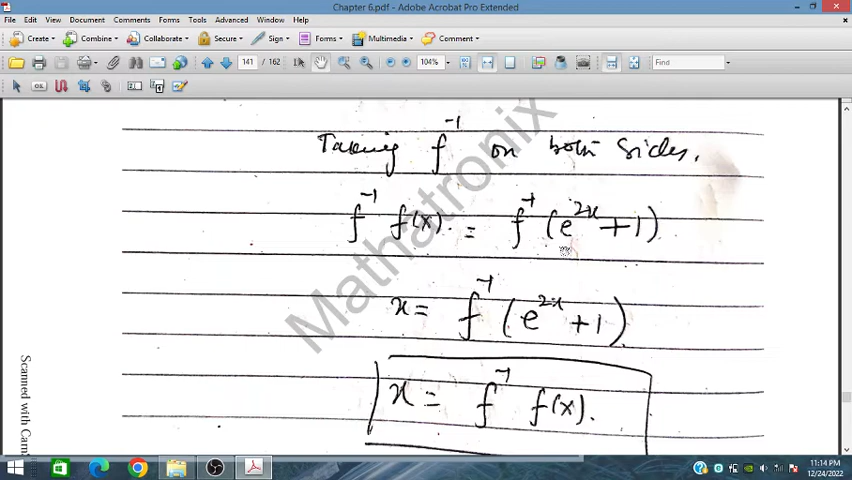 Chapter 6.pdf - Adobe Acrobat Pro Extended
File Edit View Document Comments Forms Tools Advanced Window Help
Create Combine Collaborate Secure Sign Forms Multimedia Comment
141 / 162 104% Find
Taking f⁻¹ on both sides.
f⁻¹ f(x). = f⁻¹ (e²ˣ + 1)
x = f⁻¹ (e²ˣ + 1)
x = f⁻¹ f(x).
Mathatronix
Scanned with Cam
11:14 PM
12/24/2022